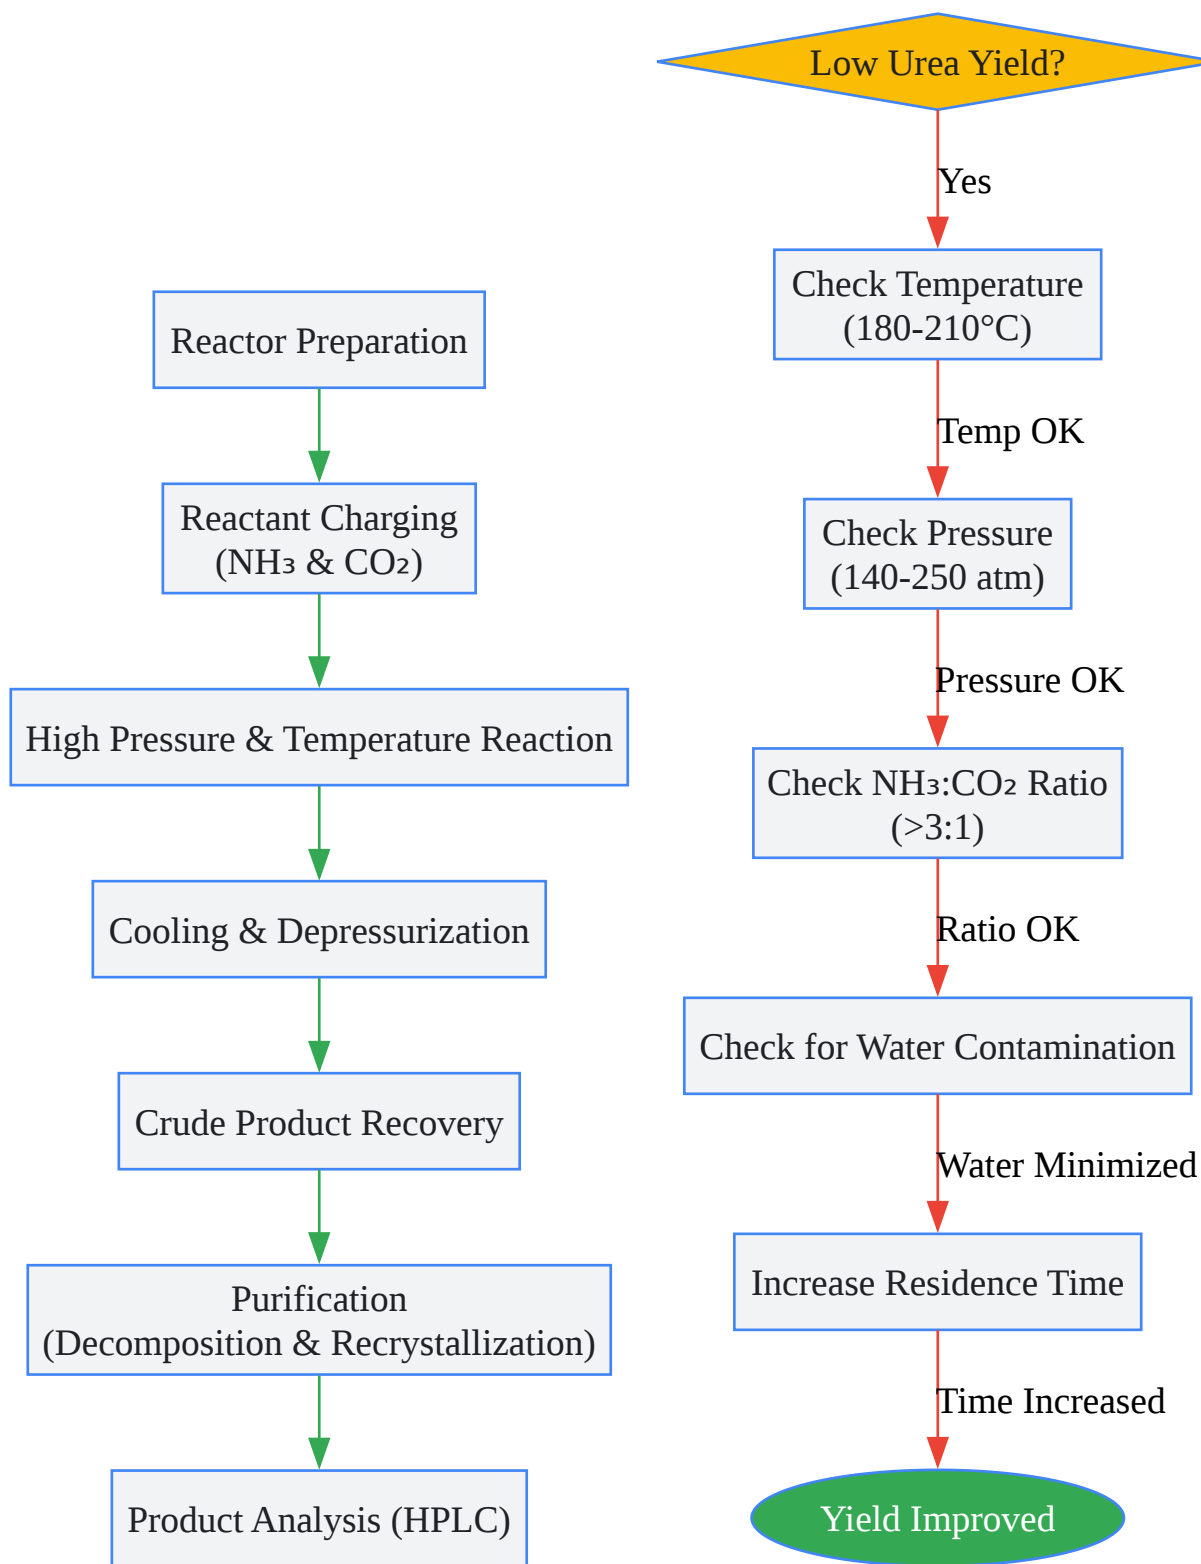 Reactor Preparation
Reactant Charging
(NH₃ & CO₂)
High Pressure & Temperature Reaction
Cooling & Depressurization
Crude Product Recovery
Purification
(Decomposition & Recrystallization)
Product Analysis (HPLC)
Low Urea Yield?
Yes
Check Temperature
(180-210°C)
Temp OK
Check Pressure
(140-250 atm)
Pressure OK
Check NH₃:CO₂ Ratio
(>3:1)
Ratio OK
Check for Water Contamination
Water Minimized
Increase Residence Time
Time Increased
Yield Improved